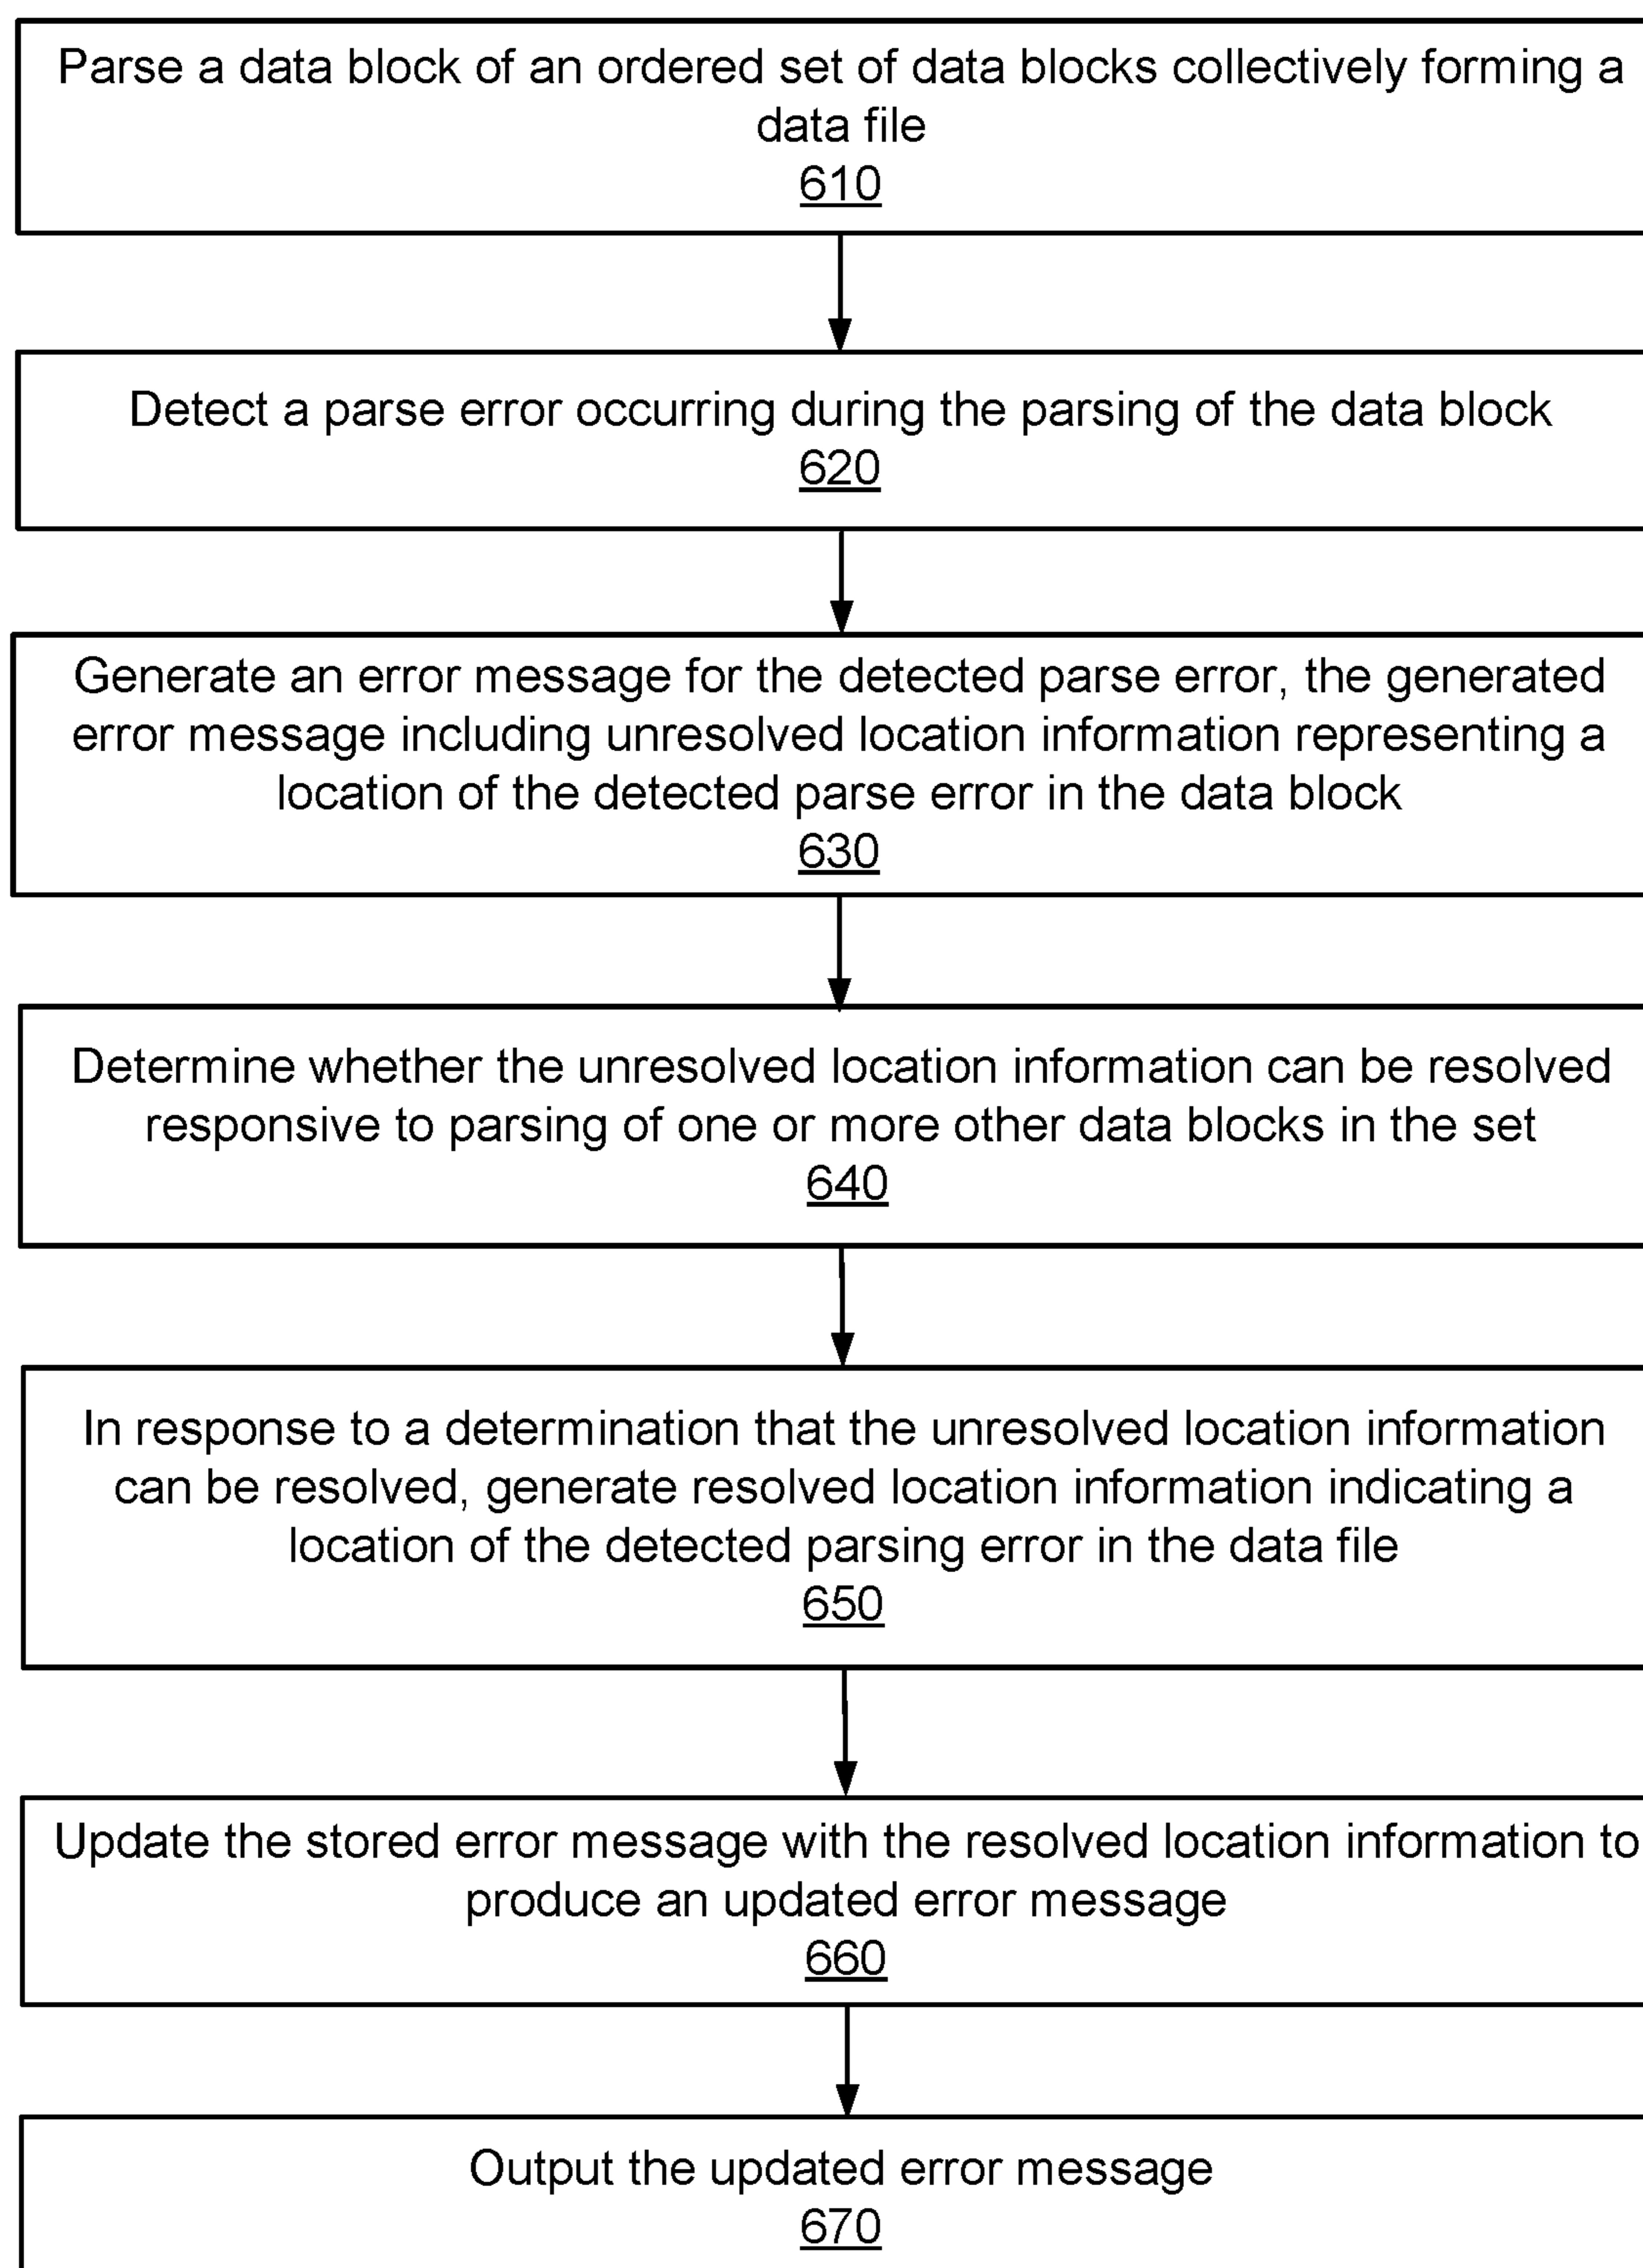 Parse a data block of an ordered set of data blocks collectively forming a
data file
610
Detect a parse error occurring during the parsing of the data block
620
Generate an error message for the detected parse error, the generated
error message including unresolved location information representing a
location of the detected parse error in the data block
630
Determine whether the unresolved location information can be resolved
responsive to parsing of one or more other data blocks in the set
640
In response to a determination that the unresolved location information
can be resolved, generate resolved location information indicating a
location of the detected parsing error in the data file
650
Update the stored error message with the resolved location information to
produce an updated error message
660
Output the updated error message
670